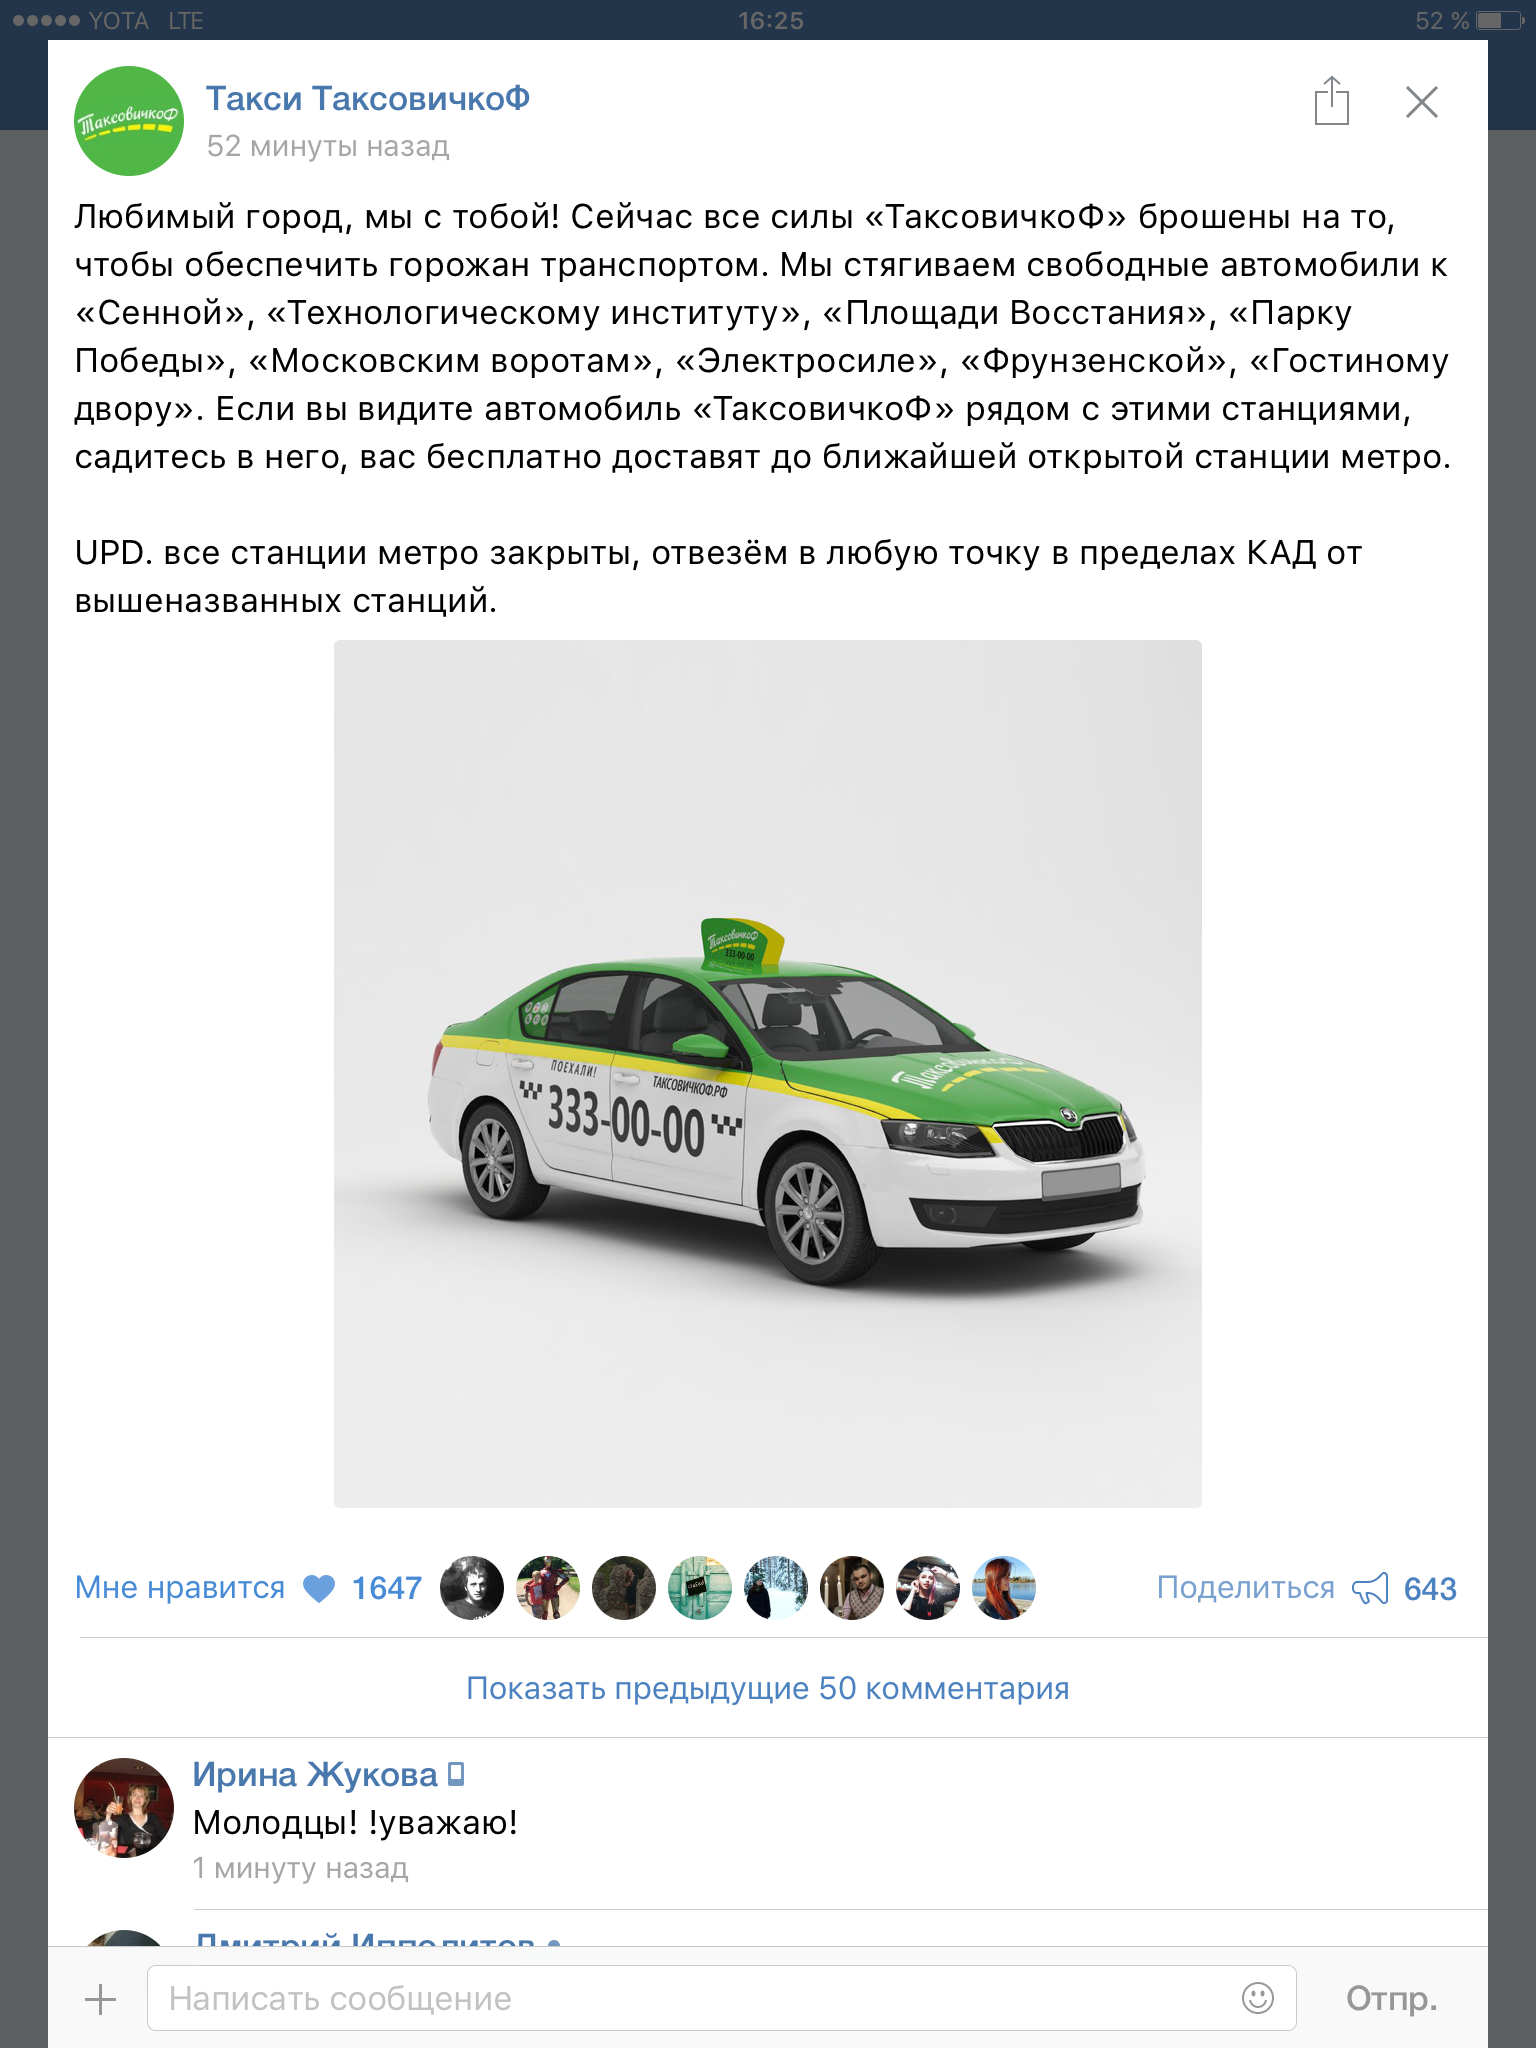 YOTA LTE 16:25 52 %
ТаксовичкоФ
Такси ТаксовичкоФ
52 минуты назад
Любимый город, мы с тобой! Сейчас все силы «ТаксовичкоФ» брошены на то,
чтобы обеспечить горожан транспортом. Мы стягиваем свободные автомобили к
«Сенной», «Технологическому институту», «Площади Восстания», «Парку
Победы», «Московским воротам», «Электросиле», «Фрунзенской», «Гостиному
двору». Если вы видите автомобиль «ТаксовичкоФ» рядом с этими станциями,
садитесь в него, вас бесплатно доставят до ближайшей открытой станции метро.
UPD. все станции метро закрыты, отвезём в любую точку в пределах КАД от
вышеназванных станций.
ТаксовичкоФ
333-00-00
ТаксовичкоФ
ПОЕХАЛИ!
ТАКСОВИЧКОФ.РФ
333-00-00
Мне нравится 1647
Поделиться 643
Показать предыдущие 50 комментария
Ирина Жукова
Молодцы! !уважаю!
1 минуту назад
Дмитрий Ипполитов
Написать сообщение
Отпр.